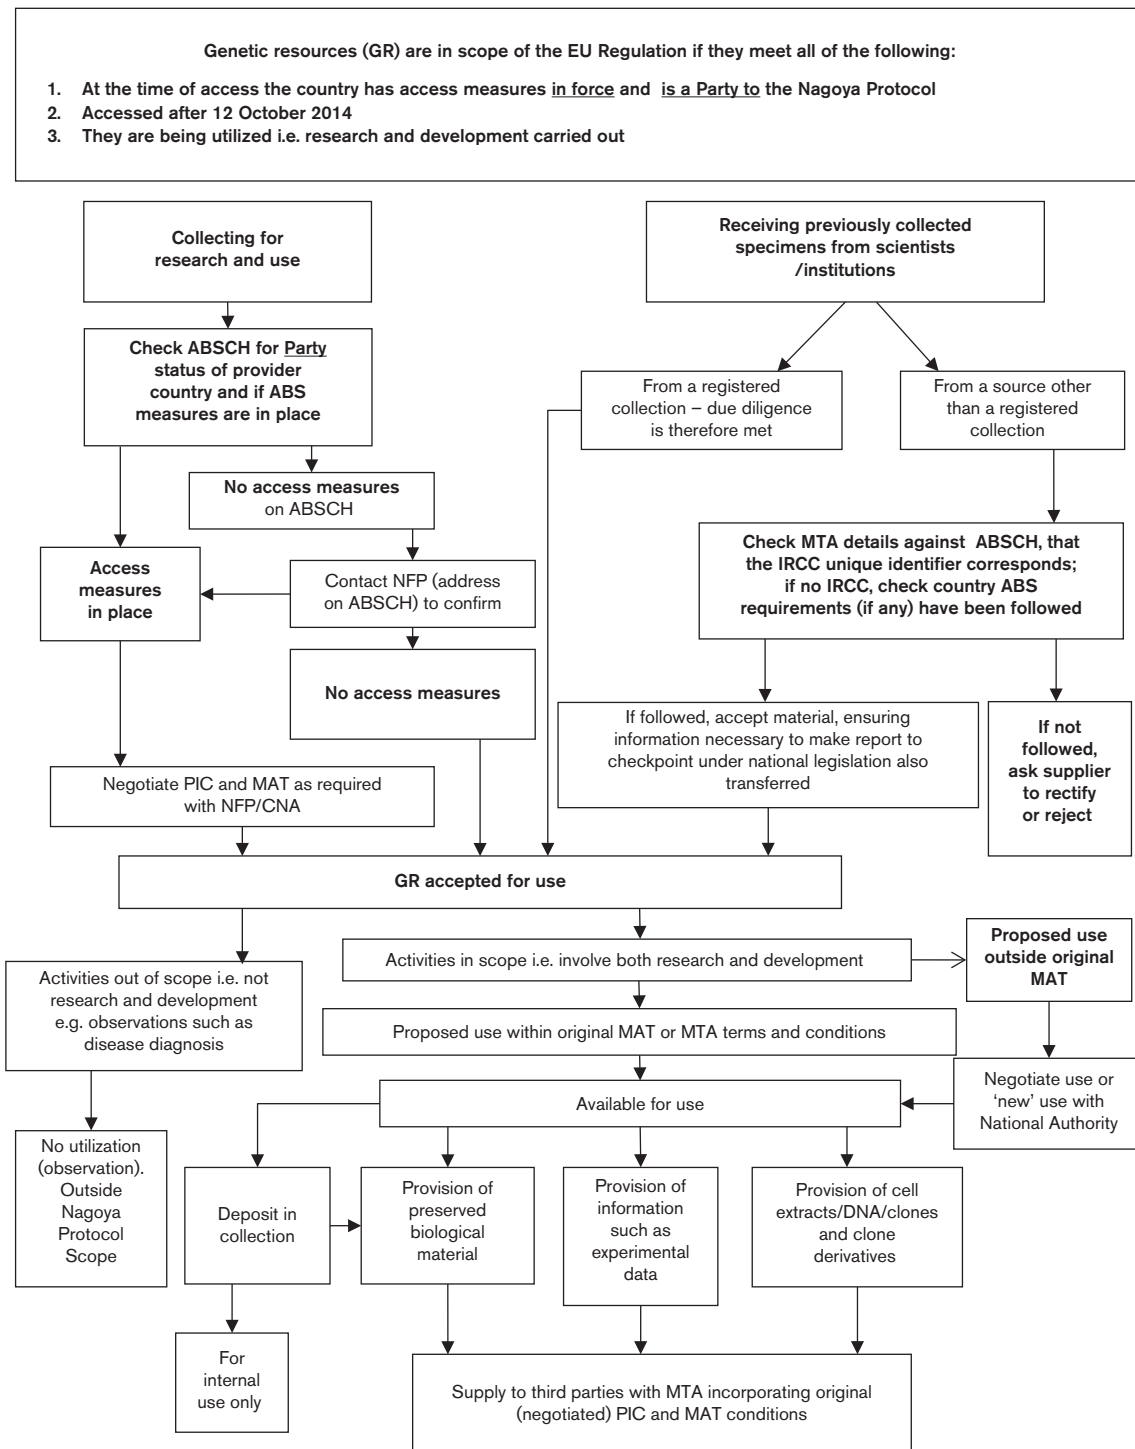 Genetic resources (GR) are in scope of the EU Regulation if they meet all of the following:
1. At the time of access the country has access measures in force and is a Party to the Nagoya Protocol
2. Accessed after 12 October 2014
3. They are being utilized i.e. research and development carried out
Collecting for
research and use
Receiving previously collected
specimens from scientists
/institutions
Check ABSCH for Party
status of provider
country and if ABS
measures are in place
From a registered
collection – due diligence
is therefore met
From a source other
than a registered
collection
No access measures
on ABSCH
Access
measures
in place
Contact NFP (address
on ABSCH) to confirm
Check MTA details against ABSCH, that
the IRCC unique identifier corresponds;
if no IRCC, check country ABS
requirements (if any) have been followed
No access measures
If followed, accept material, ensuring
information necessary to make report to
checkpoint under national legislation also
transferred
If not
followed,
ask supplier
to rectify
or reject
Negotiate PIC and MAT as required
with NFP/CNA
GR accepted for use
Activities out of scope i.e. not
research and development
e.g. observations such as
disease diagnosis
Activities in scope i.e. involve both research and development
Proposed use
outside original
MAT
Proposed use within original MAT or MTA terms and conditions
Available for use
Negotiate use or
‘new’ use with
National Authority
No utilization
(observation).
Outside
Nagoya
Protocol
Scope
Deposit in
collection
Provision of
preserved
biological
material
Provision of
information
such as
experimental
data
Provision of cell
extracts/DNA/clones
and clone
derivatives
For
internal
use only
Supply to third parties with MTA incorporating original
(negotiated) PIC and MAT conditions